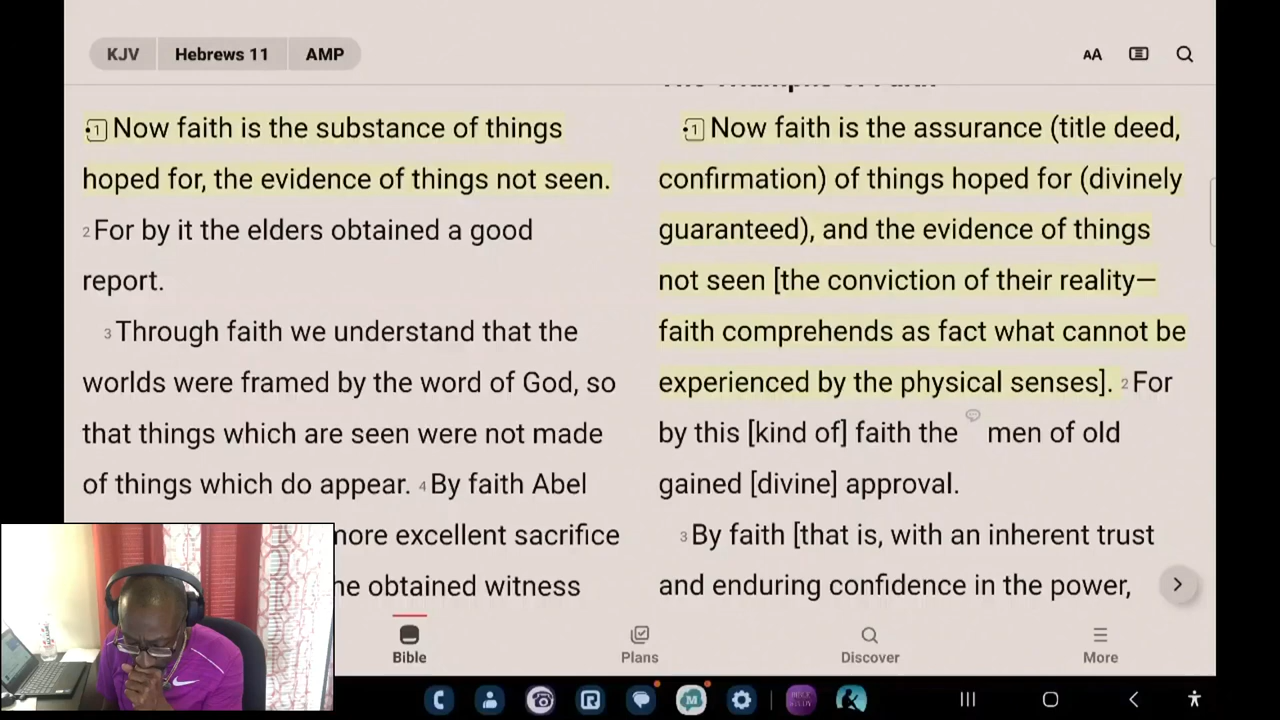 KJV Hebrews 11 AMP AA
1 Now faith is the substance of things
hoped for, the evidence of things not seen.
2 For by it the elders obtained a good
report.
3 Through faith we understand that the
worlds were framed by the word of God, so
that things which are seen were not made
of things which do appear. 4 By faith Abel
more excellent sacrifice
he obtained witness
The Triumphs of Faith
1 Now faith is the assurance (title deed,
confirmation) of things hoped for (divinely
guaranteed), and the evidence of things
not seen [the conviction of their reality—
faith comprehends as fact what cannot be
experienced by the physical senses]. 2 For
by this [kind of] faith the men of old
gained [divine] approval.
3 By faith [that is, with an inherent trust
and enduring confidence in the power,
Bible Plans Discover More